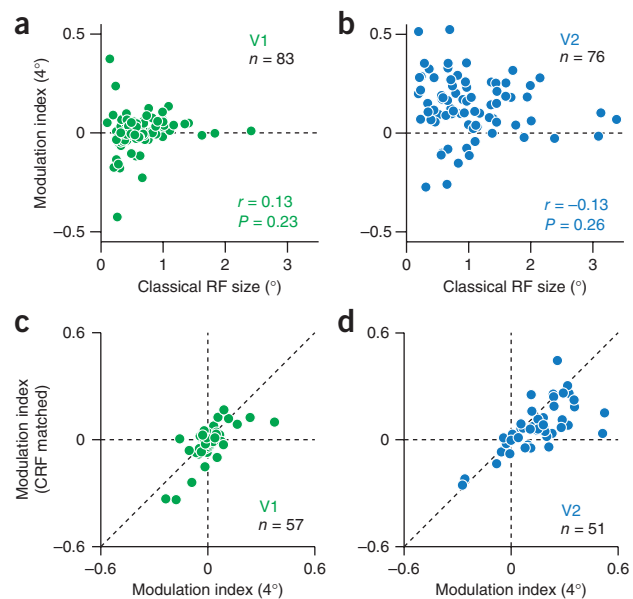 a
b
0.5
0
–0.5
Modulation index (4°)
V1
n = 83
r = 0.13
P = 0.23
0
1
2
3
Classical RF size (°)
0.5
0
–0.5
V2
n = 76
r = –0.13
P = 0.26
0
1
2
3
Classical RF size (°)
c
d
0.6
0
–0.6
Modulation index
(CRF matched)
V1
n = 57
–0.6
0
0.6
Modulation index (4°)
0.6
0
–0.6
V2
n = 51
–0.6
0
0.6
Modulation index (4°)